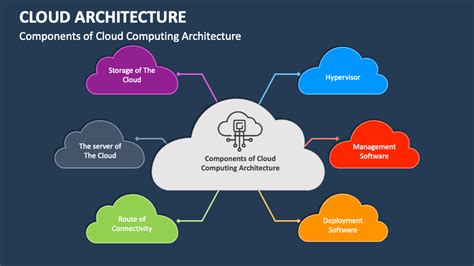 CLOUD ARCHITECTURE
Components of Cloud Computing Architecture
Storage of The
Cloud
Hypervisor
The server of
The Cloud
Components of Cloud
Computing Architecture
Management
Software
Route of
Connectivity
Deployment
Software